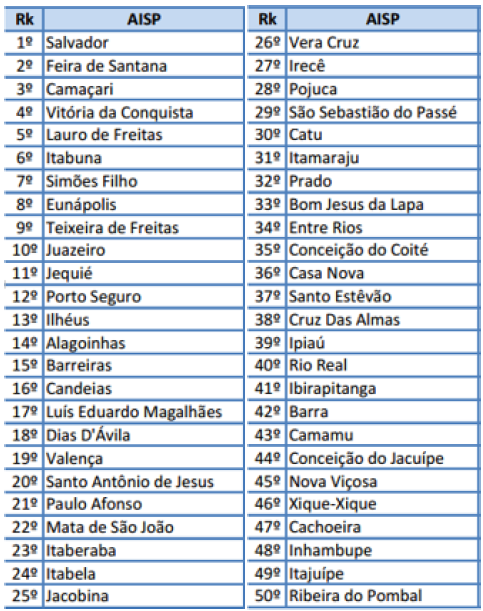 Rk AISP
1º Salvador
2º Feira de Santana
3º Camaçari
4º Vitória da Conquista
5º Lauro de Freitas
6º Itabuna
7º Simões Filho
8º Eunápolis
9º Teixeira de Freitas
10º Juazeiro
11º Jequié
12º Porto Seguro
13º Ilhéus
14º Alagoinhas
15º Barreiras
16º Candeias
17º Luís Eduardo Magalhães
18º Dias D'Ávila
19º Valença
20º Santo Antônio de Jesus
21º Paulo Afonso
22º Mata de São João
23º Itaberaba
24º Itabela
25º Jacobina
Rk AISP
26º Vera Cruz
27º Irecê
28º Pojuca
29º São Sebastião do Passé
30º Catu
31º Itamaraju
32º Prado
33º Bom Jesus da Lapa
34º Entre Rios
35º Conceição do Coité
36º Casa Nova
37º Santo Estêvão
38º Cruz Das Almas
39º Ipiaú
40º Rio Real
41º Ibirapitanga
42º Barra
43º Camamu
44º Conceição do Jacuípe
45º Nova Viçosa
46º Xique-Xique
47º Cachoeira
48º Inhambupe
49º Itajuípe
50º Ribeira do Pombal